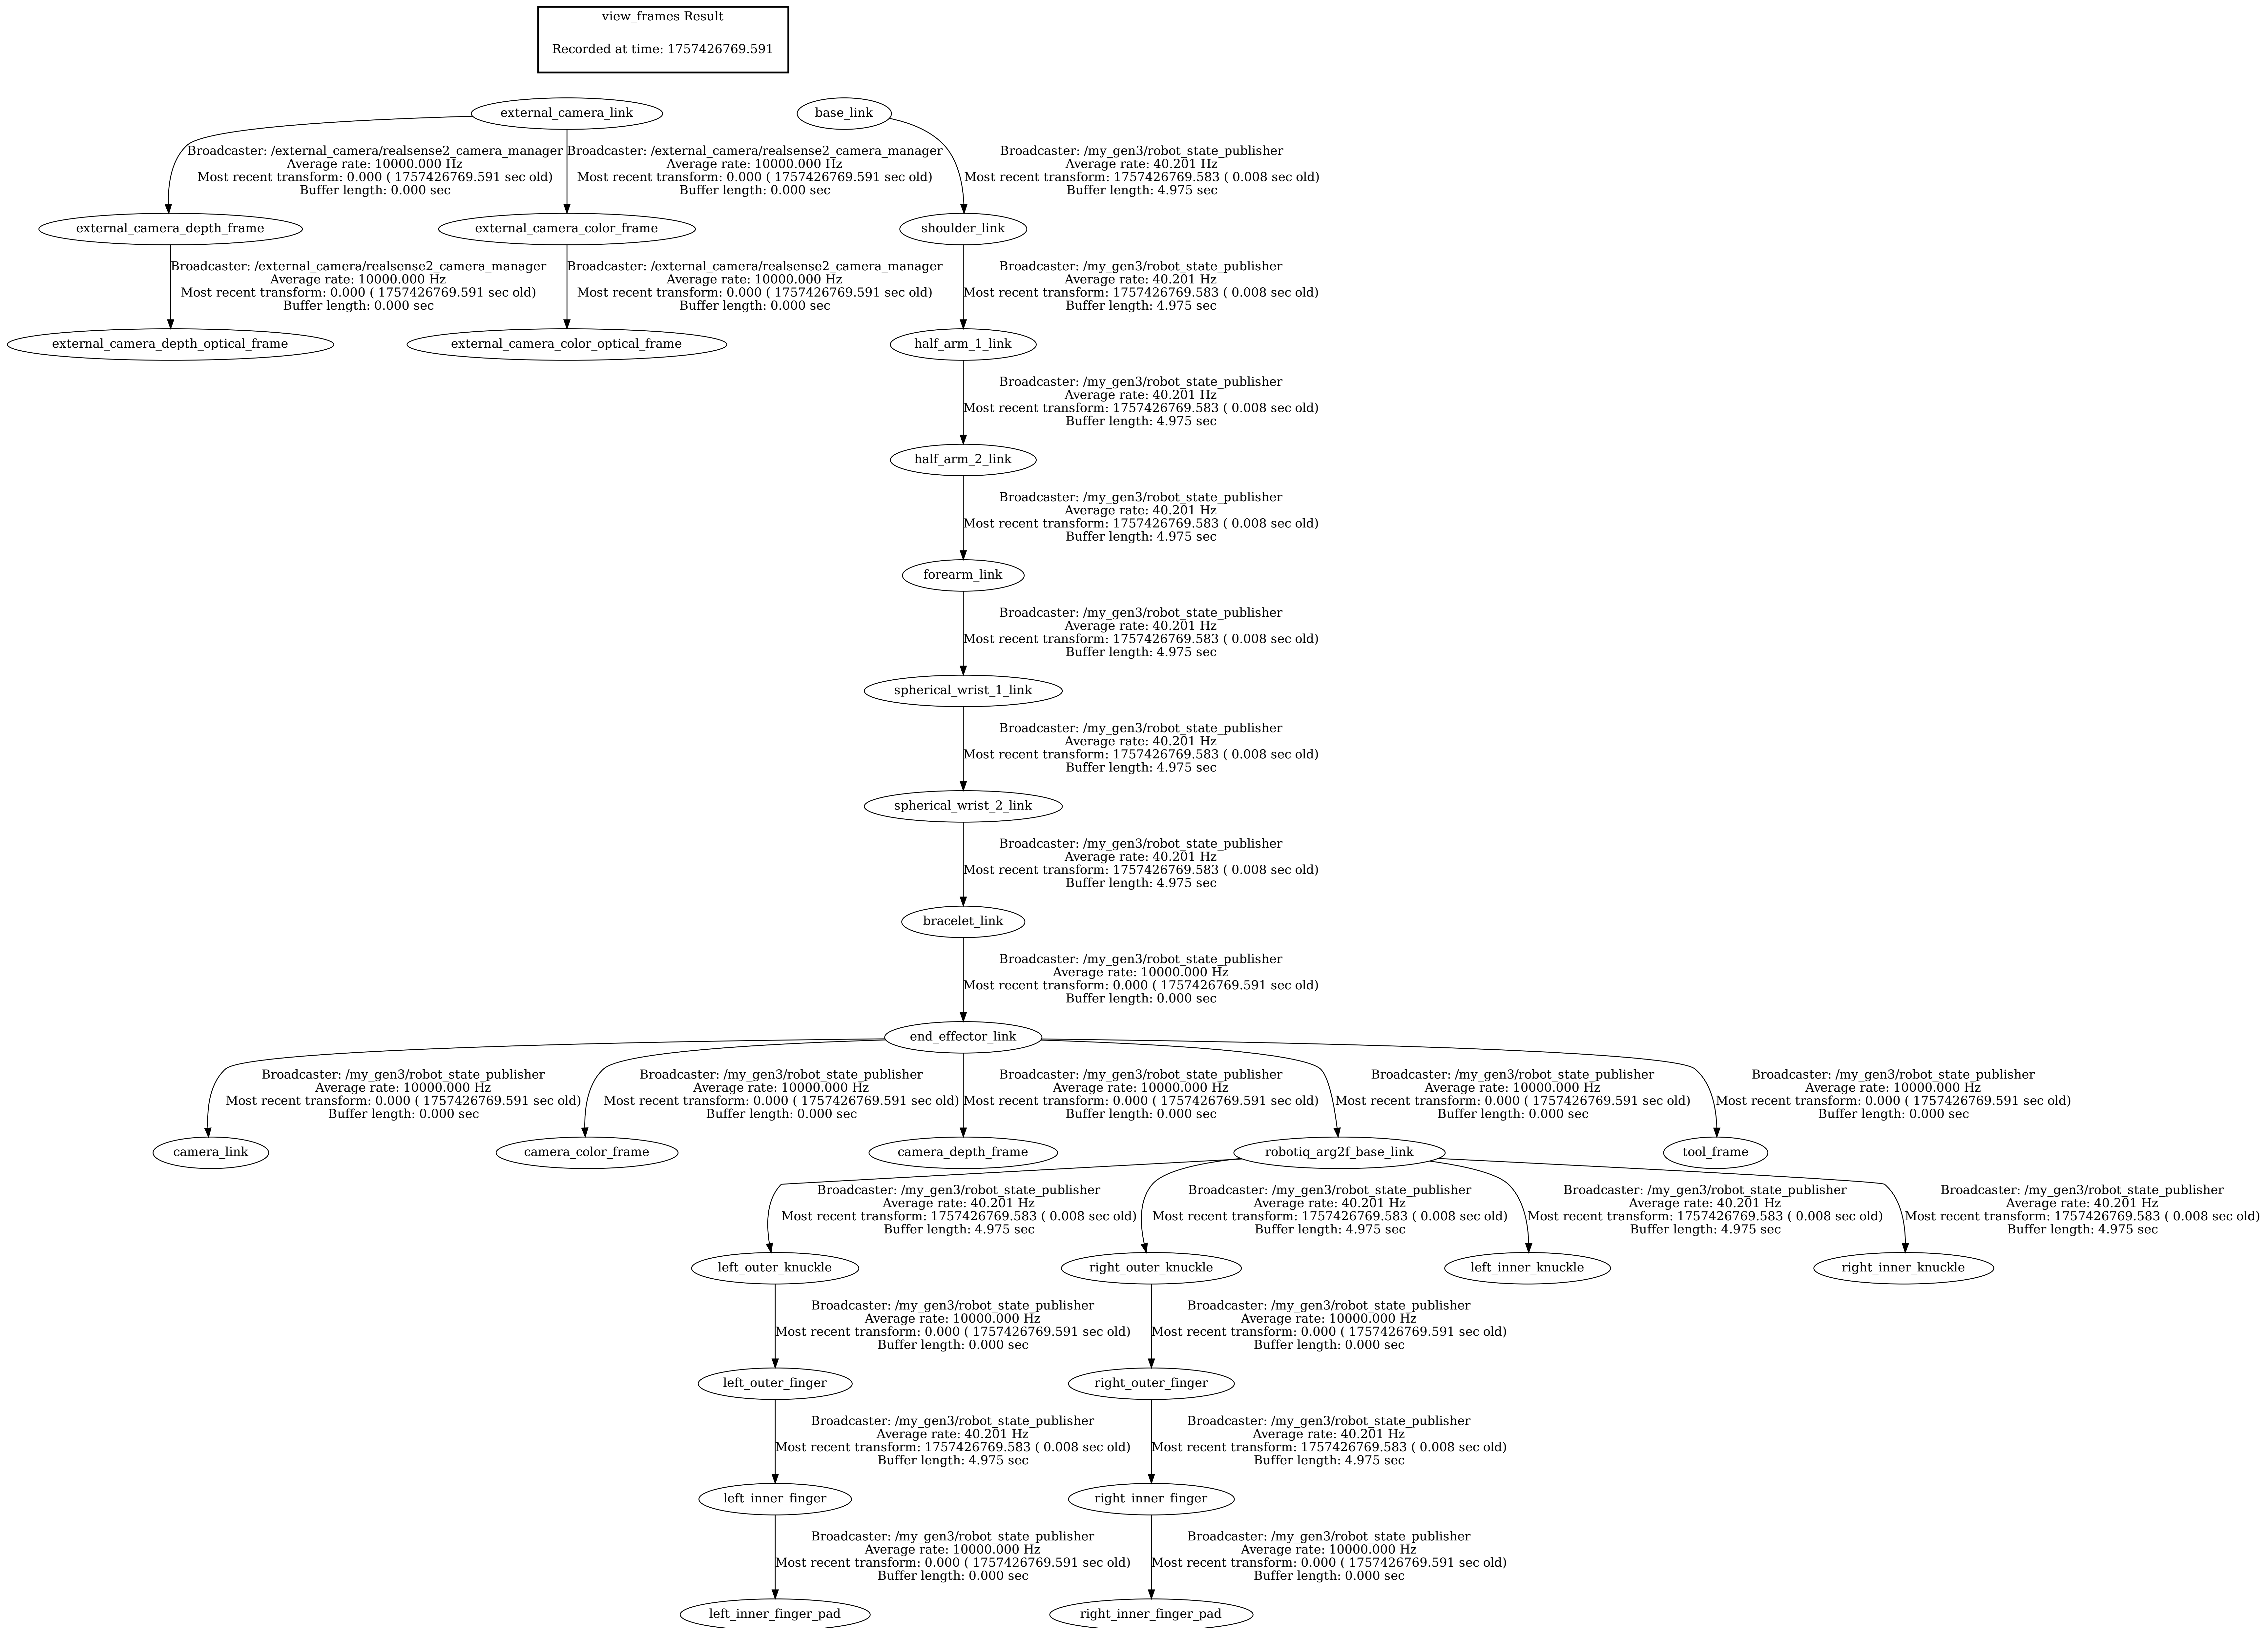 view_frames Result
Recorded at time: 1757426769.591
external_camera_link
base_link
Broadcaster: /external_camera/realsense2_camera_manager
Average rate: 10000.000 Hz
Most recent transform: 0.000 ( 1757426769.591 sec old)
Buffer length: 0.000 sec
Broadcaster: /external_camera/realsense2_camera_manager
Average rate: 10000.000 Hz
Most recent transform: 0.000 ( 1757426769.591 sec old)
Buffer length: 0.000 sec
Broadcaster: /my_gen3/robot_state_publisher
Average rate: 40.201 Hz
Most recent transform: 1757426769.583 ( 0.008 sec old)
Buffer length: 4.975 sec
external_camera_depth_frame
external_camera_color_frame
shoulder_link
Broadcaster: /external_camera/realsense2_camera_manager
Average rate: 10000.000 Hz
Most recent transform: 0.000 ( 1757426769.591 sec old)
Buffer length: 0.000 sec
Broadcaster: /external_camera/realsense2_camera_manager
Average rate: 10000.000 Hz
Most recent transform: 0.000 ( 1757426769.591 sec old)
Buffer length: 0.000 sec
Broadcaster: /my_gen3/robot_state_publisher
Average rate: 40.201 Hz
Most recent transform: 1757426769.583 ( 0.008 sec old)
Buffer length: 4.975 sec
external_camera_depth_optical_frame
external_camera_color_optical_frame
half_arm_1_link
Broadcaster: /my_gen3/robot_state_publisher
Average rate: 40.201 Hz
Most recent transform: 1757426769.583 ( 0.008 sec old)
Buffer length: 4.975 sec
half_arm_2_link
Broadcaster: /my_gen3/robot_state_publisher
Average rate: 40.201 Hz
Most recent transform: 1757426769.583 ( 0.008 sec old)
Buffer length: 4.975 sec
forearm_link
Broadcaster: /my_gen3/robot_state_publisher
Average rate: 40.201 Hz
Most recent transform: 1757426769.583 ( 0.008 sec old)
Buffer length: 4.975 sec
spherical_wrist_1_link
Broadcaster: /my_gen3/robot_state_publisher
Average rate: 40.201 Hz
Most recent transform: 1757426769.583 ( 0.008 sec old)
Buffer length: 4.975 sec
spherical_wrist_2_link
Broadcaster: /my_gen3/robot_state_publisher
Average rate: 40.201 Hz
Most recent transform: 1757426769.583 ( 0.008 sec old)
Buffer length: 4.975 sec
bracelet_link
Broadcaster: /my_gen3/robot_state_publisher
Average rate: 10000.000 Hz
Most recent transform: 0.000 ( 1757426769.591 sec old)
Buffer length: 0.000 sec
end_effector_link
Broadcaster: /my_gen3/robot_state_publisher
Average rate: 10000.000 Hz
Most recent transform: 0.000 ( 1757426769.591 sec old)
Buffer length: 0.000 sec
Broadcaster: /my_gen3/robot_state_publisher
Average rate: 10000.000 Hz
Most recent transform: 0.000 ( 1757426769.591 sec old)
Buffer length: 0.000 sec
Broadcaster: /my_gen3/robot_state_publisher
Average rate: 10000.000 Hz
Most recent transform: 0.000 ( 1757426769.591 sec old)
Buffer length: 0.000 sec
Broadcaster: /my_gen3/robot_state_publisher
Average rate: 10000.000 Hz
Most recent transform: 0.000 ( 1757426769.591 sec old)
Buffer length: 0.000 sec
Broadcaster: /my_gen3/robot_state_publisher
Average rate: 10000.000 Hz
Most recent transform: 0.000 ( 1757426769.591 sec old)
Buffer length: 0.000 sec
camera_link
camera_color_frame
camera_depth_frame
robotiq_arg2f_base_link
tool_frame
Broadcaster: /my_gen3/robot_state_publisher
Average rate: 40.201 Hz
Most recent transform: 1757426769.583 ( 0.008 sec old)
Buffer length: 4.975 sec
Broadcaster: /my_gen3/robot_state_publisher
Average rate: 40.201 Hz
Most recent transform: 1757426769.583 ( 0.008 sec old)
Buffer length: 4.975 sec
Broadcaster: /my_gen3/robot_state_publisher
Average rate: 40.201 Hz
Most recent transform: 1757426769.583 ( 0.008 sec old)
Buffer length: 4.975 sec
Broadcaster: /my_gen3/robot_state_publisher
Average rate: 40.201 Hz
Most recent transform: 1757426769.583 ( 0.008 sec old)
Buffer length: 4.975 sec
left_outer_knuckle
right_outer_knuckle
left_inner_knuckle
right_inner_knuckle
Broadcaster: /my_gen3/robot_state_publisher
Average rate: 10000.000 Hz
Most recent transform: 0.000 ( 1757426769.591 sec old)
Buffer length: 0.000 sec
Broadcaster: /my_gen3/robot_state_publisher
Average rate: 10000.000 Hz
Most recent transform: 0.000 ( 1757426769.591 sec old)
Buffer length: 0.000 sec
left_outer_finger
right_outer_finger
Broadcaster: /my_gen3/robot_state_publisher
Average rate: 40.201 Hz
Most recent transform: 1757426769.583 ( 0.008 sec old)
Buffer length: 4.975 sec
Broadcaster: /my_gen3/robot_state_publisher
Average rate: 40.201 Hz
Most recent transform: 1757426769.583 ( 0.008 sec old)
Buffer length: 4.975 sec
left_inner_finger
right_inner_finger
Broadcaster: /my_gen3/robot_state_publisher
Average rate: 10000.000 Hz
Most recent transform: 0.000 ( 1757426769.591 sec old)
Buffer length: 0.000 sec
Broadcaster: /my_gen3/robot_state_publisher
Average rate: 10000.000 Hz
Most recent transform: 0.000 ( 1757426769.591 sec old)
Buffer length: 0.000 sec
left_inner_finger_pad
right_inner_finger_pad